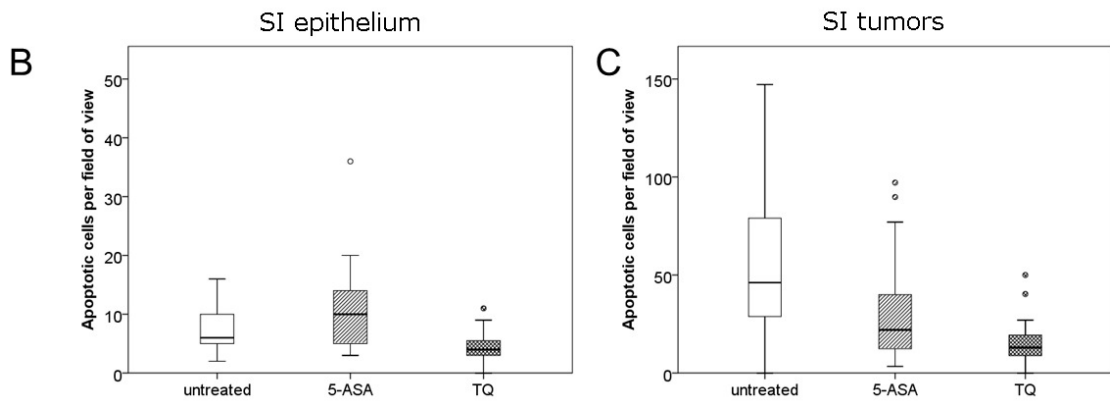 SI epithelium
B
Apoptotic cells per field of view
50
40
30
20
10
0
untreated 5-ASA TQ
SI tumors
C
Apoptotic cells per field of view
150
100
50
0
untreated 5-ASA TQ